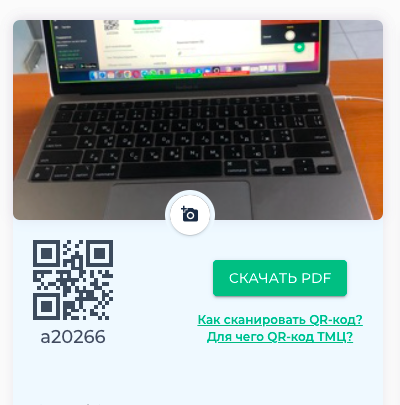 a20266
СКАЧАТЬ PDF
Как сканировать QR-код?
Для чего QR-код ТМЦ?